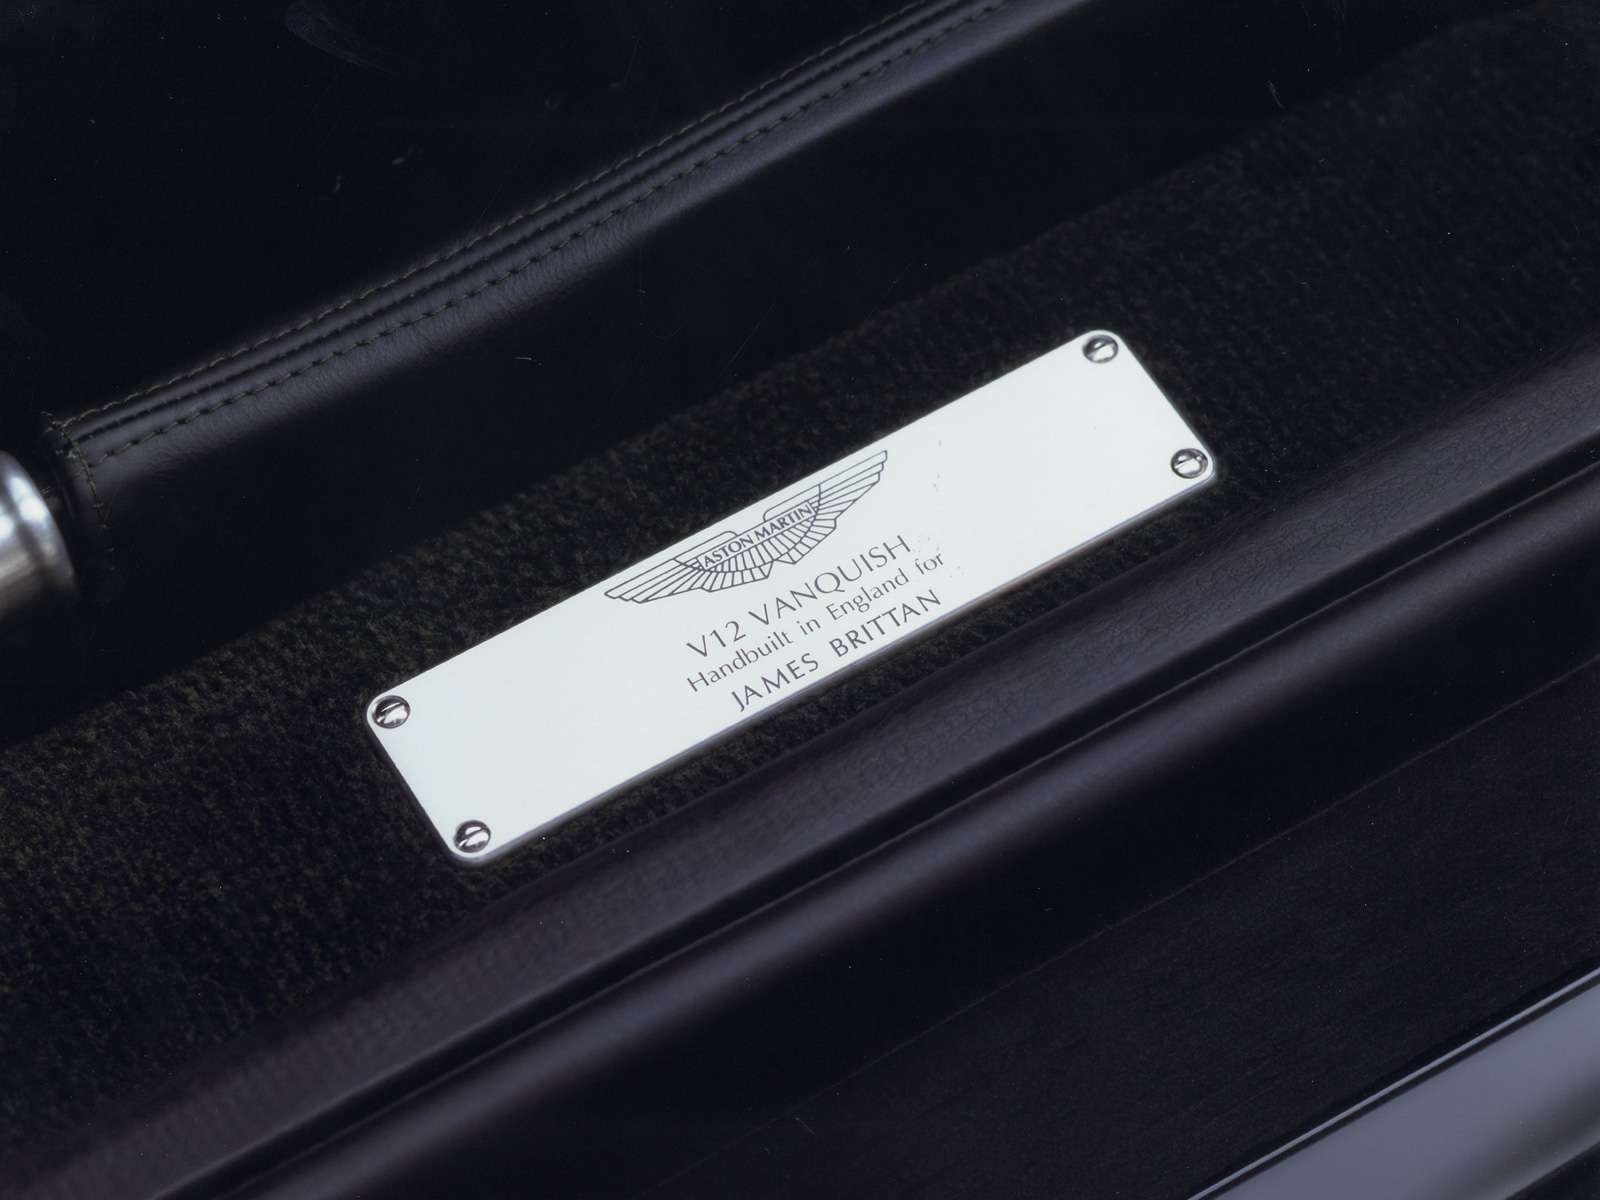 ASTON MARTIN
V12 VANQUISH
Handbuilt in England for
JAMES BRITTAN